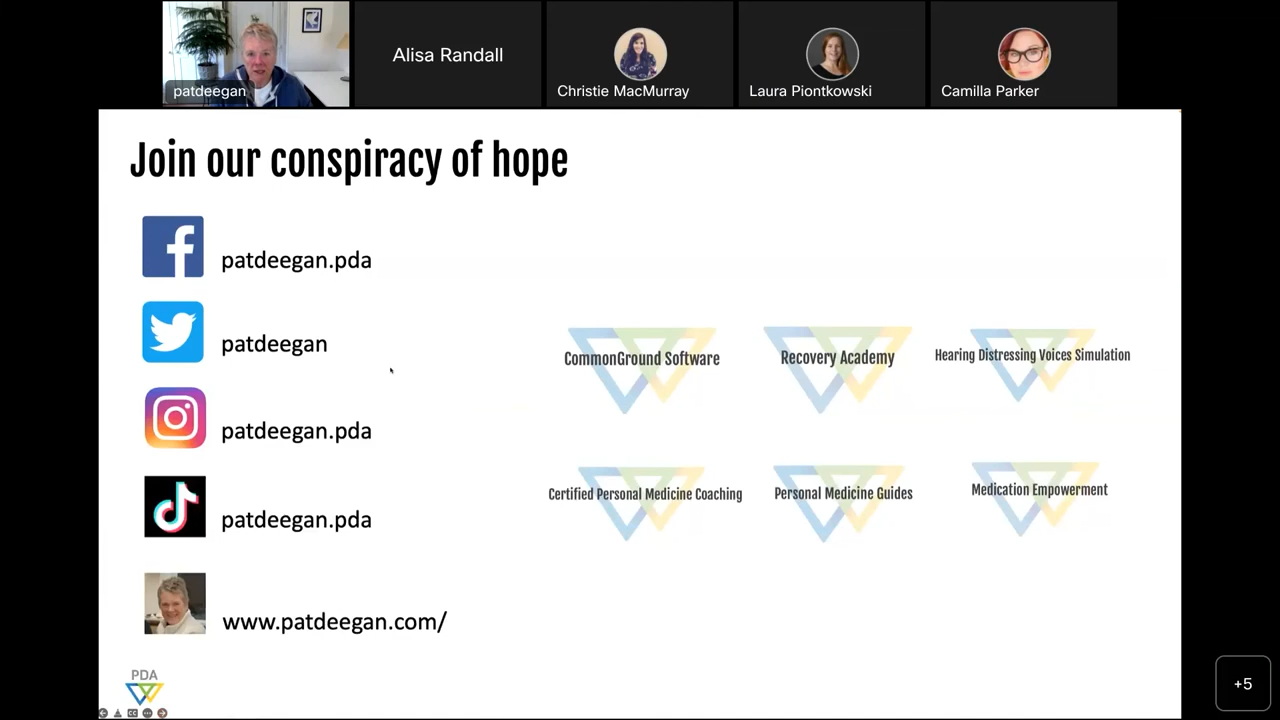 patdeegan
Alisa Randall
Christie MacMurray
Laura Piontkowski
Camilla Parker
Join our conspiracy of hope
patdeegan.pda
patdeegan
patdeegan.pda
patdeegan.pda
www.patdeegan.com/
CommonGround Software
Recovery Academy
Hearing Distressing Voices Simulation
Certified Personal Medicine Coaching
Personal Medicine Guides
Medication Empowerment
PDA
+5